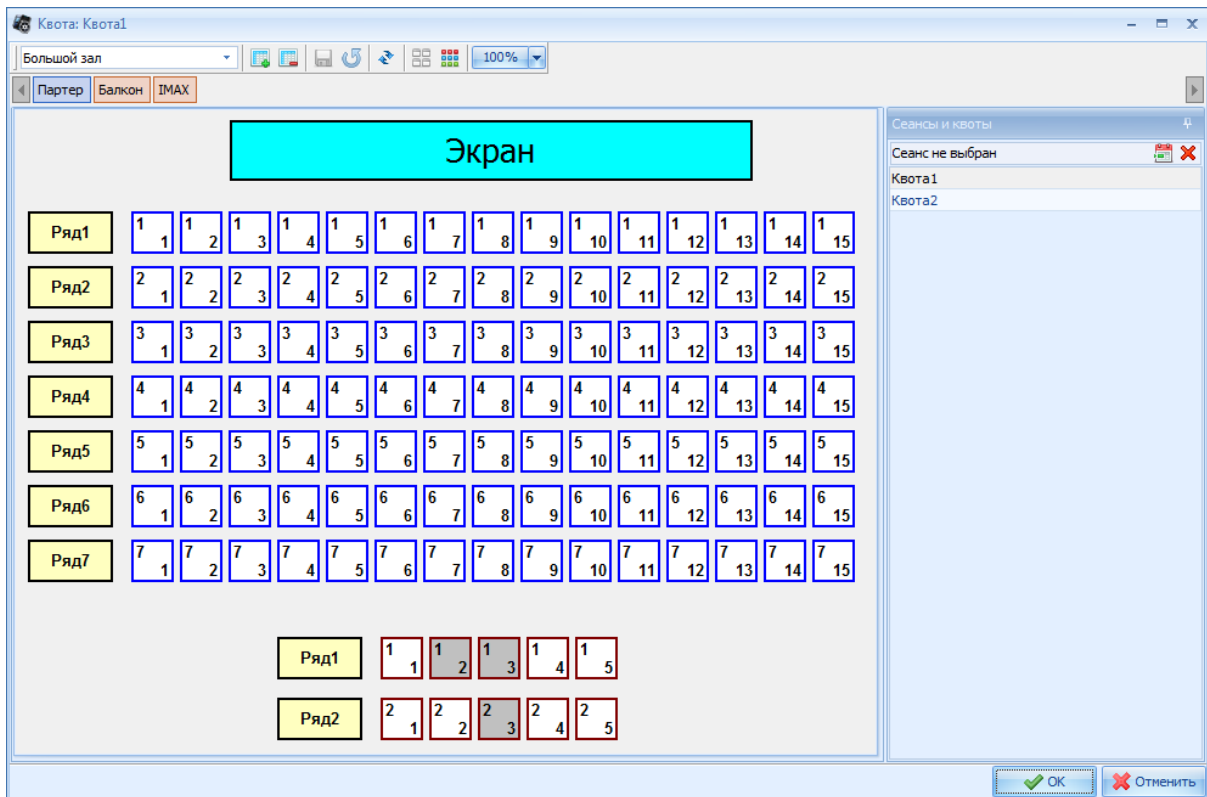 Квота: Квота1
Большой зал 100%
Партер Балкон IMAX
Экран
Ряд1 1 1 1 2 1 3 1 4 1 5 1 6 1 7 1 8 1 9 1 10 1 11 1 12 1 13 1 14 1 15
Ряд2 2 1 2 2 2 3 2 4 2 5 2 6 2 7 2 8 2 9 2 10 2 11 2 12 2 13 2 14 2 15
Ряд3 3 1 3 2 3 3 3 4 3 5 3 6 3 7 3 8 3 9 3 10 3 11 3 12 3 13 3 14 3 15
Ряд4 4 1 4 2 4 3 4 4 4 5 4 6 4 7 4 8 4 9 4 10 4 11 4 12 4 13 4 14 4 15
Ряд5 5 1 5 2 5 3 5 4 5 5 5 6 5 7 5 8 5 9 5 10 5 11 5 12 5 13 5 14 5 15
Ряд6 6 1 6 2 6 3 6 4 6 5 6 6 6 7 6 8 6 9 6 10 6 11 6 12 6 13 6 14 6 15
Ряд7 7 1 7 2 7 3 7 4 7 5 7 6 7 7 7 8 7 9 7 10 7 11 7 12 7 13 7 14 7 15
Ряд1 1 1 1 2 1 3 1 4 1 5
Ряд2 2 1 2 2 2 3 2 4 2 5
Сеансы и квоты
Сеанс не выбран
Квота1
Квота2
OK Отменить